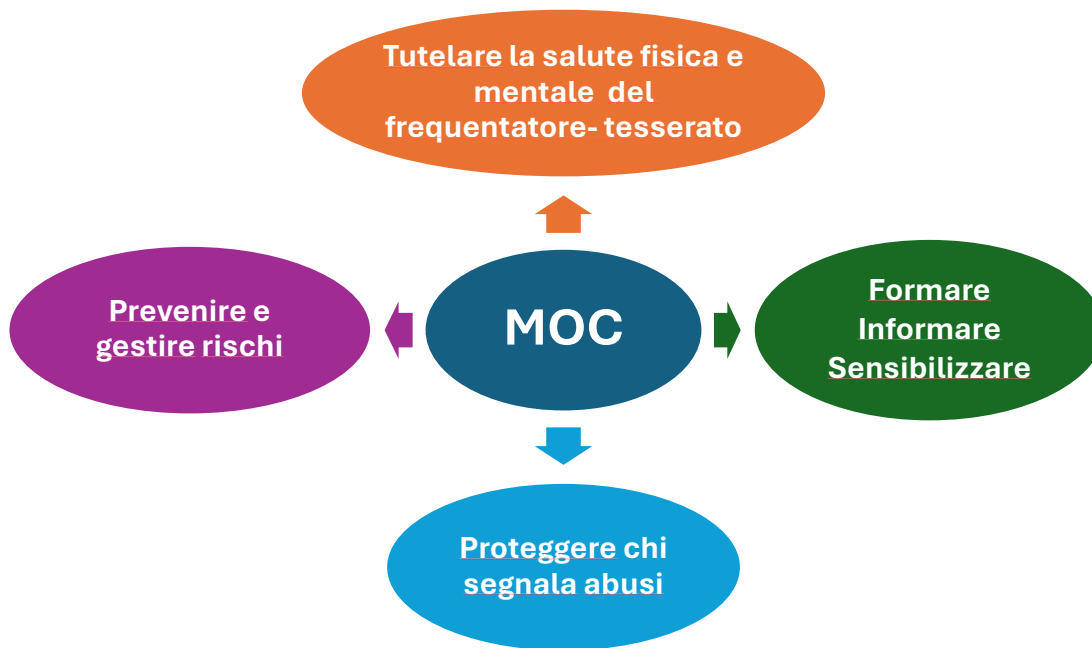 Tutelare la salute fisica e
mentale del
frequentatore- tesserato
Prevenire e
gestire rischi
MOC
Formare
Informare
Sensibilizzare
Proteggere chi
segnala abusi